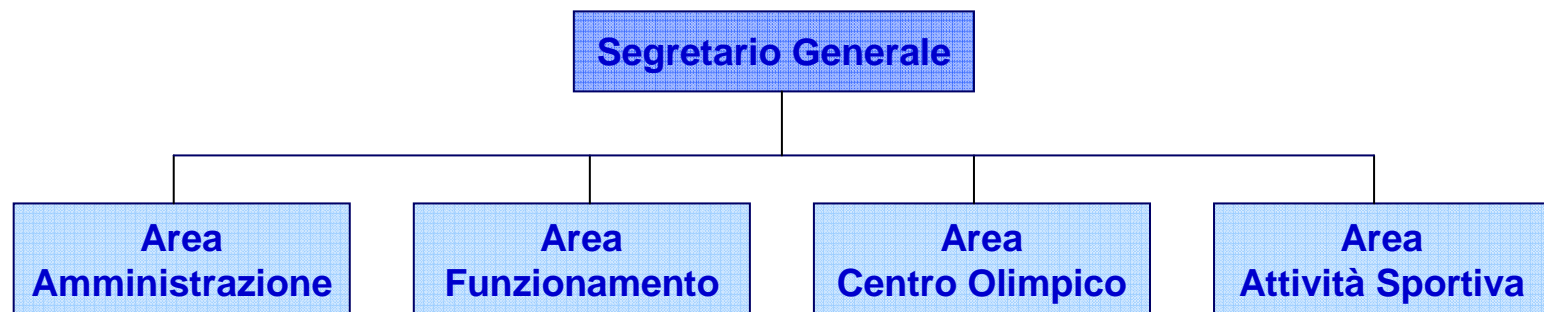 Segretario Generale
Area
Amministrazione
Area
Funzionamento
Area
Centro Olimpico
Area
Attività Sportiva